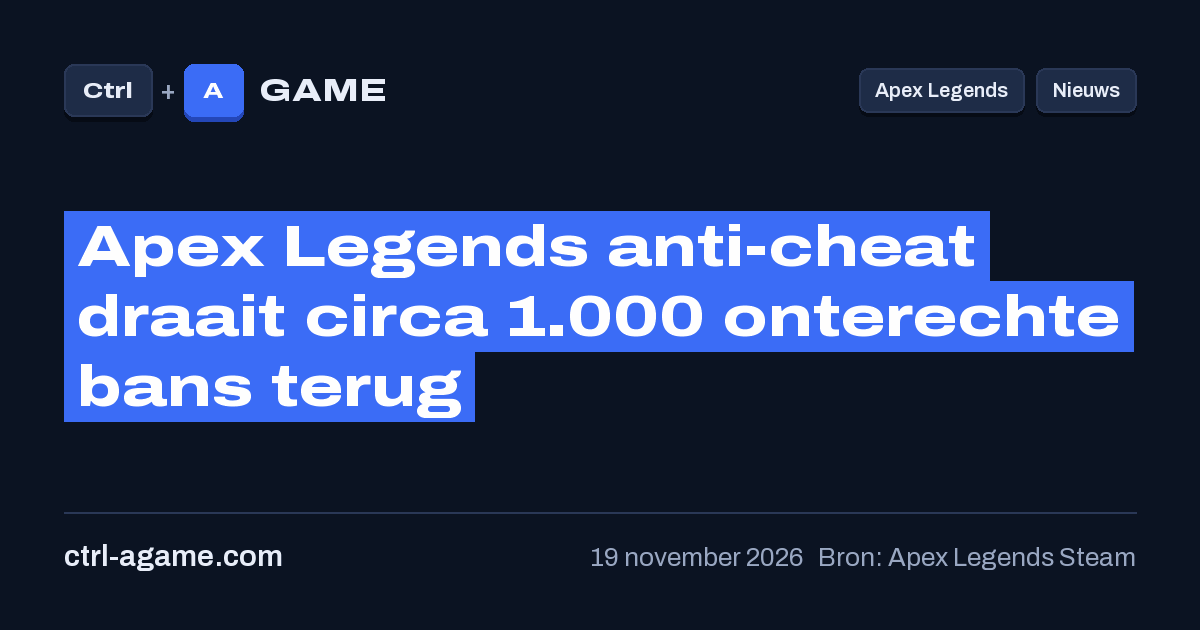 Ctrl + A GAME
Apex Legends
Nieuws
Apex Legends anti-cheat
draait circa 1.000 onterechte
bans terug
ctrl-agame.com
19 november 2026 Bron: Apex Legends Steam